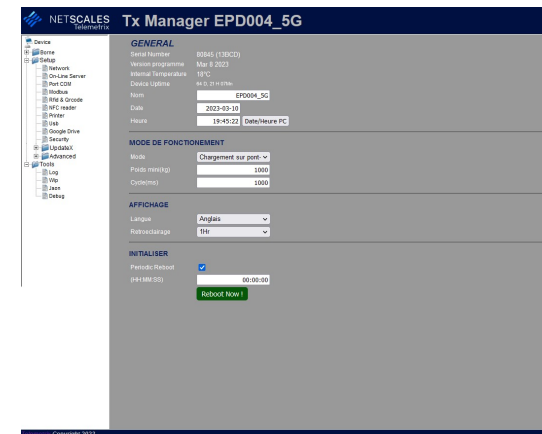 NETSCALES
Telemetrix
Tx Manager EPD004_5G
Device
Borne
Setup
Network
On-Line Server
Port COM
Modbus
Rfid & Qrcode
NFC reader
Printer
Usb
Google Drive
Security
UpdateX
Advanced
Tools
Log
Wip
Json
Debug
GENERAL
Serial Number 80845 (13BCD)
Version programme Mar 8 2023
Internal Temperature 18°C
Device Uptime
Nom EPD004_5G
Date 2023-03-10
Heure 19:45:22 Date/Heure PC
MODE DE FONCTIONEMENT
Mode Chargement sur pont-
Poids mini(kg) 1000
Cycle(ms) 1000
AFFICHAGE
Langue Anglais
Retroeclairage 1Hr
INITIALISER
Periodic Reboot
(HH:MM:SS) 00:00:00
Reboot Now !
Copyright 2023